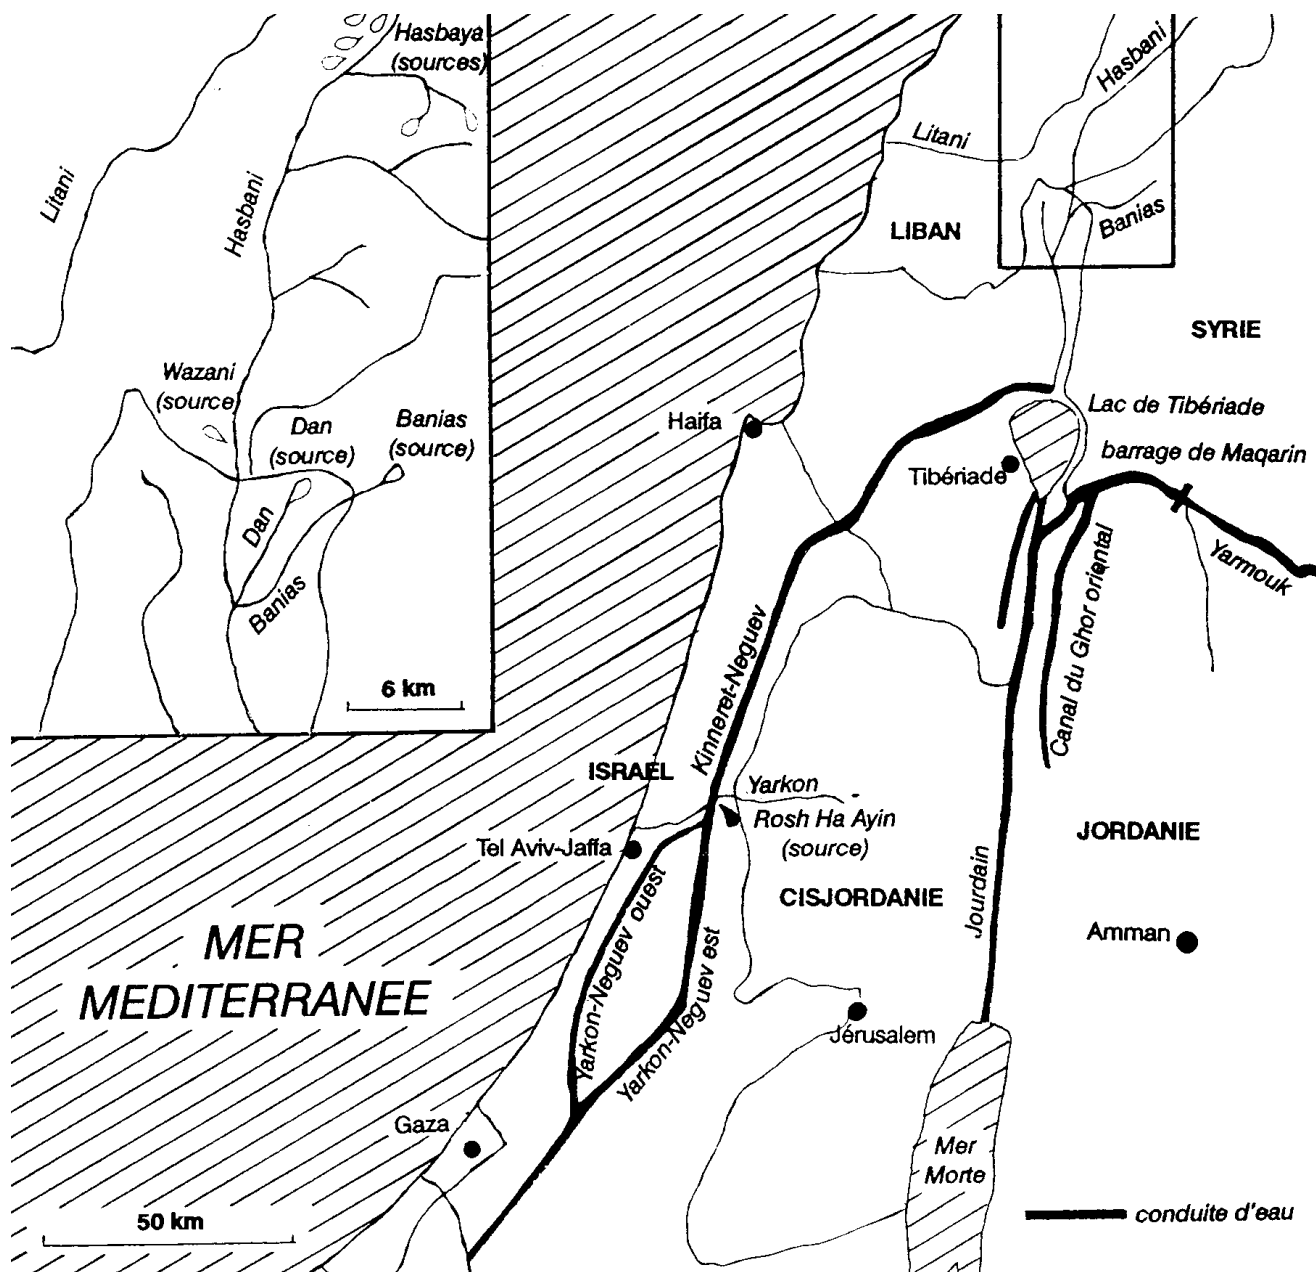 Hasbaya
(sources)
Litani
Hasbani
Wazani
(source)
Dan
(source)
Banias
(source)
Dan
Banias
6 km
Hasbani
Litani
LIBAN
Banias
SYRIE
Lac de Tibériade
Haifa
Tibériade
barrage de Maqarin
Yarmouk
Canal du Ghor oriental
Kinneret-Neguev
ISRAEL
Yarkon
Rosh Ha Ayin
(source)
Tel Aviv-Jaffa
JORDANIE
CISJORDANIE
Jourdain
Amman
Yarkon-Neguev ouest
Yarkon-Neguev est
MER
MEDITERRANEE
Jérusalem
Gaza
Mer
Morte
50 km
conduite d'eau